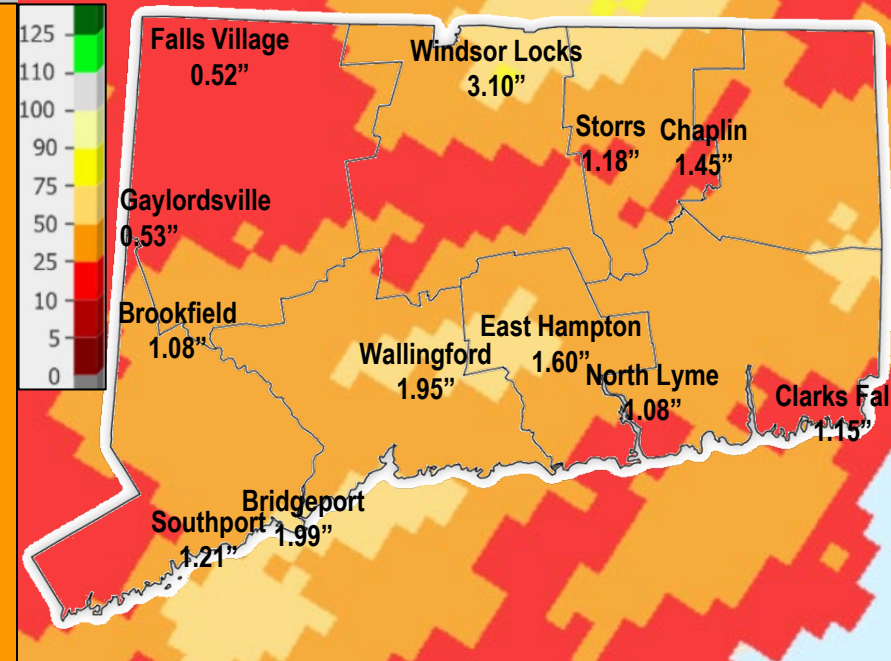 125
110
100
90
75
50
25
10
5
0
Falls Village
0.52”
Windsor Locks
3.10”
Storrs
1.18”
Chaplin
1.45”
Gaylordsville
0.53”
Brookfield
1.08”
Wallingford
1.95”
East Hampton
1.60”
North Lyme
1.08”
Clarks Fal
1.15”
Bridgeport
1.99”
Southport
1.21”